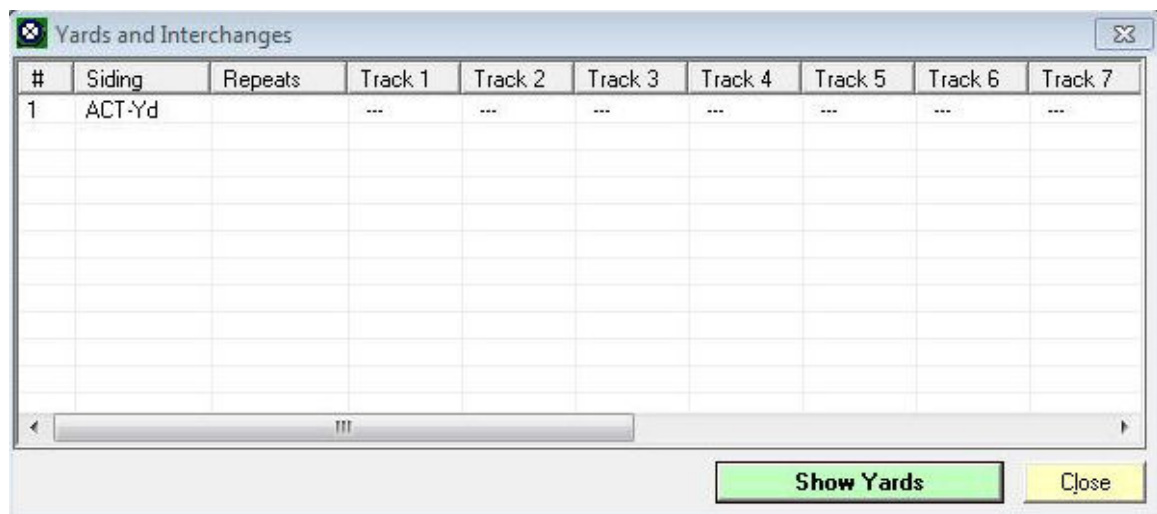 Yards and Interchanges
# Siding Repeats Track 1 Track 2 Track 3 Track 4 Track 5 Track 6 Track 7
1 ACT-Yd --- --- --- --- --- --- ---
Show Yards Close